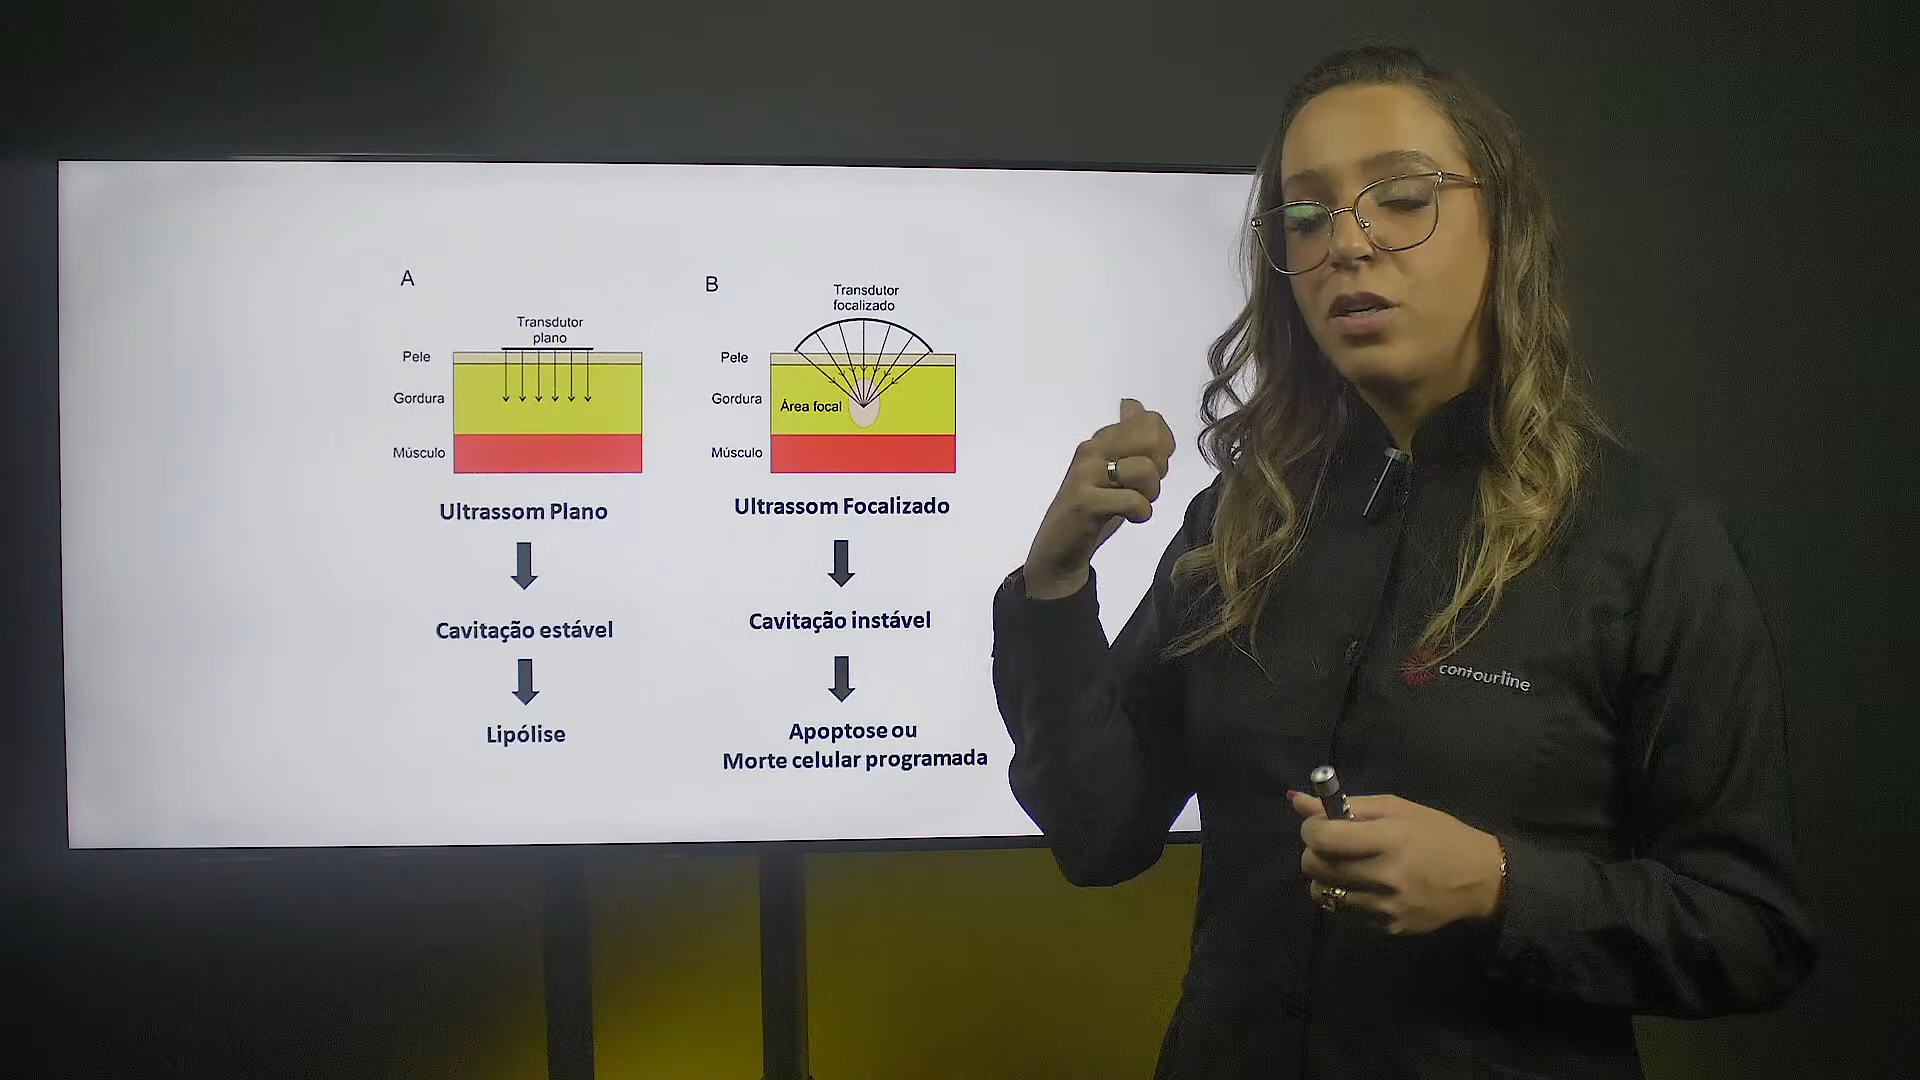 A
Transdutor
plano
Pele
Gordura
Músculo
Ultrassom Plano
Cavitação estável
Lipólise
B
Transdutor
focalizado
Pele
Gordura
Área focal
Músculo
Ultrassom Focalizado
Cavitação instável
Apoptose ou
Morte celular programada
contourline